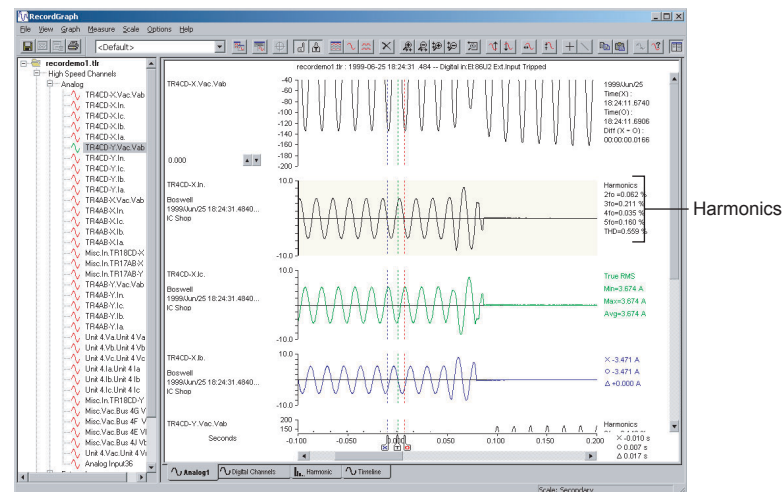 RecordGraph
File View Graph Measure Scale Options Help
<Default>
recordemo1.tlr
High Speed Channels
Analog
TR4CD-X.Vac.Vab
TR4CD-X.In.
TR4CD-X.Ic.
TR4CD-X.Ib.
TR4CD-X.Ia.
TR4CD-Y.Vac.Vab
TR4CD-Y.In.
TR4CD-Y.Ic.
TR4CD-Y.Ib.
TR4CD-Y.Ia.
TR4AB-X.Vac.Vab
TR4AB-X.In.
TR4AB-X.Ic.
TR4AB-X.Ib.
TR4AB-X.Ia.
Misc.In.TR18CD-X
Misc.In.TR17AB-X
Misc.In.TR17AB-Y
TR4AB-Y.Vac.Vab
TR4AB-Y.In.
TR4AB-Y.Ic.
TR4AB-Y.Ib.
TR4AB-Y.Ia.
Unit 4.Va.Unit 4 Va
Unit 4.Vb.Unit 4 Vb
Unit 4.Vc.Unit 4 Vc
Unit 4.Ia.Unit 4 Ia
Unit 4.Ib.Unit 4 Ib
Unit 4.Ic.Unit 4 Ic
Misc.In.TR18CD-Y
Misc.Vac.Bus 4G V
Misc.Vac.Bus 4F V
Misc.Vac.Bus 4E Vl
Misc.Vac.Bus 4J Vt
Unit 4.Vac.Unit 4 V
Analog Input36
recordemo1.tlr : 1999-06-25 18:24:31 .484 -- Digital in:El:86U2 Ext.Input Tripped
TR4CD-X.Vac.Vab
0.000
-40
-60
-80
-100
-120
-140
-160
-180
-200
1999/Jun/25
Time(X) :
18:24:11.6740
Time(O) :
18:24:11.6906
Diff (X - O) :
00:00:00.0166
TR4CD-X.In.
Boswell
1999/Jun/25 18:24:31.4840...
IC Shop
10.0
-10.0
Harmonics
2fo =0.062 %
3fo=0.211 %
4fo=0.035 %
5fo=0.160 %
THD=0.559 %
Harmonics
TR4CD-X.Ic.
Boswell
1999/Jun/25 18:24:31.4840...
IC Shop
10.0
-10.0
True RMS
Min=3.674 A
Max=3.674 A
Avg=3.674 A
TR4CD-X.Ib.
Boswell
1999/Jun/25 18:24:31.4840...
IC Shop
10.0
-10.0
X -3.471 A
O -3.471 A
Δ +0.000 A
TR4CD-Y.Vac.Vab
200
150
Harmonics
Seconds
-0.100 -0.050 0.000 0.050 0.100 0.150 0.200
X T O
X -0.010 s
O 0.007 s
Δ 0.017 s
Analog1 Digital Channels Harmonic Timeline
Scale: Secondary